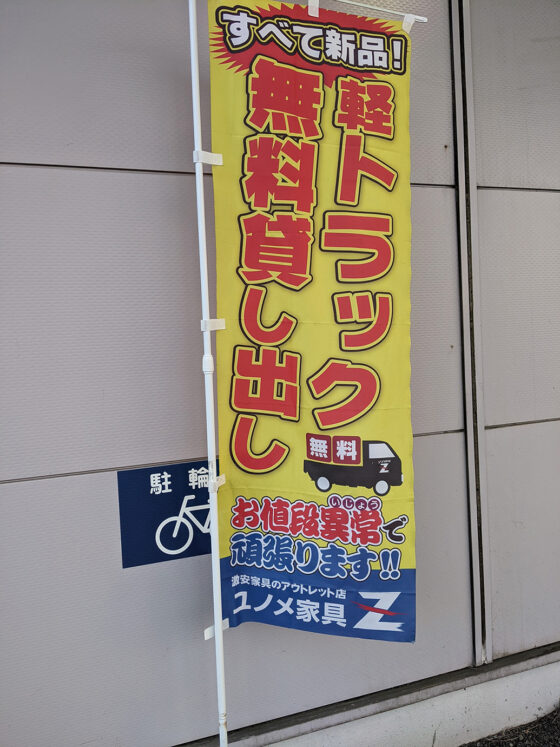 すべて新品!
軽トラック
無料貸し出し
無料
Z
いじょう
お値段異常で
頑張ります!!
激安家具のアウトレット店
ユノメ家具
Z
駐輪